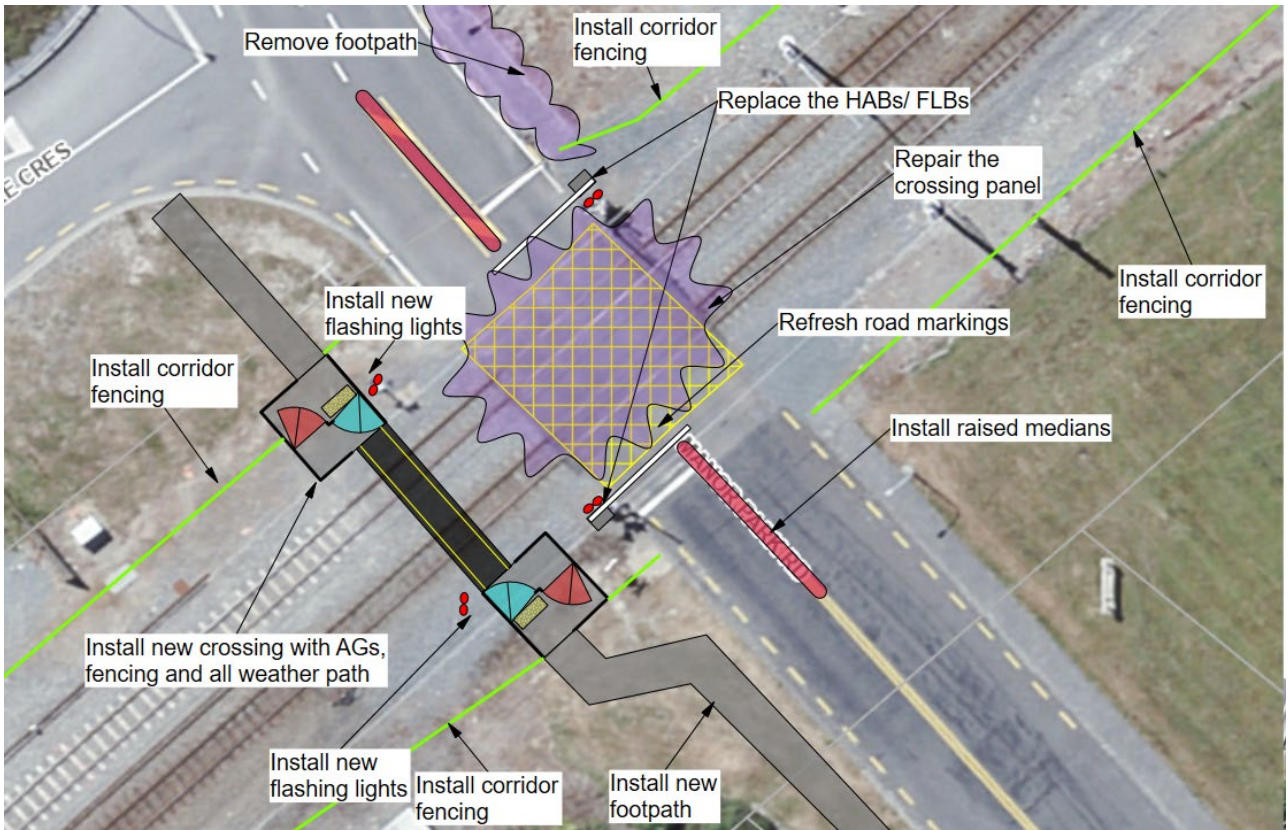 Remove footpath
Install corridor
fencing
Replace the HABs/ FLBs
Repair the
crossing panel
E CRES
Install corridor
fencing
Install new
flashing lights
Refresh road markings
Install corridor
fencing
Install raised medians
Install new crossing with AGs,
fencing and all weather path
Install new
flashing lights
Install corridor
fencing
Install new
footpath